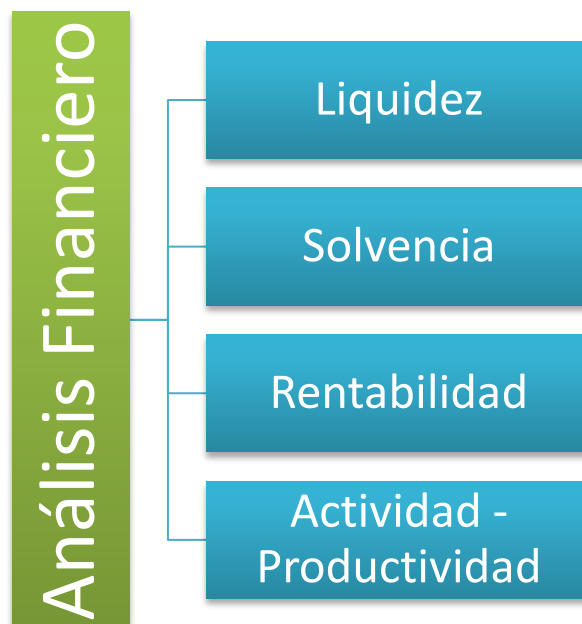 Análisis Financiero
Liquidez
Solvencia
Rentabilidad
Actividad -
Productividad